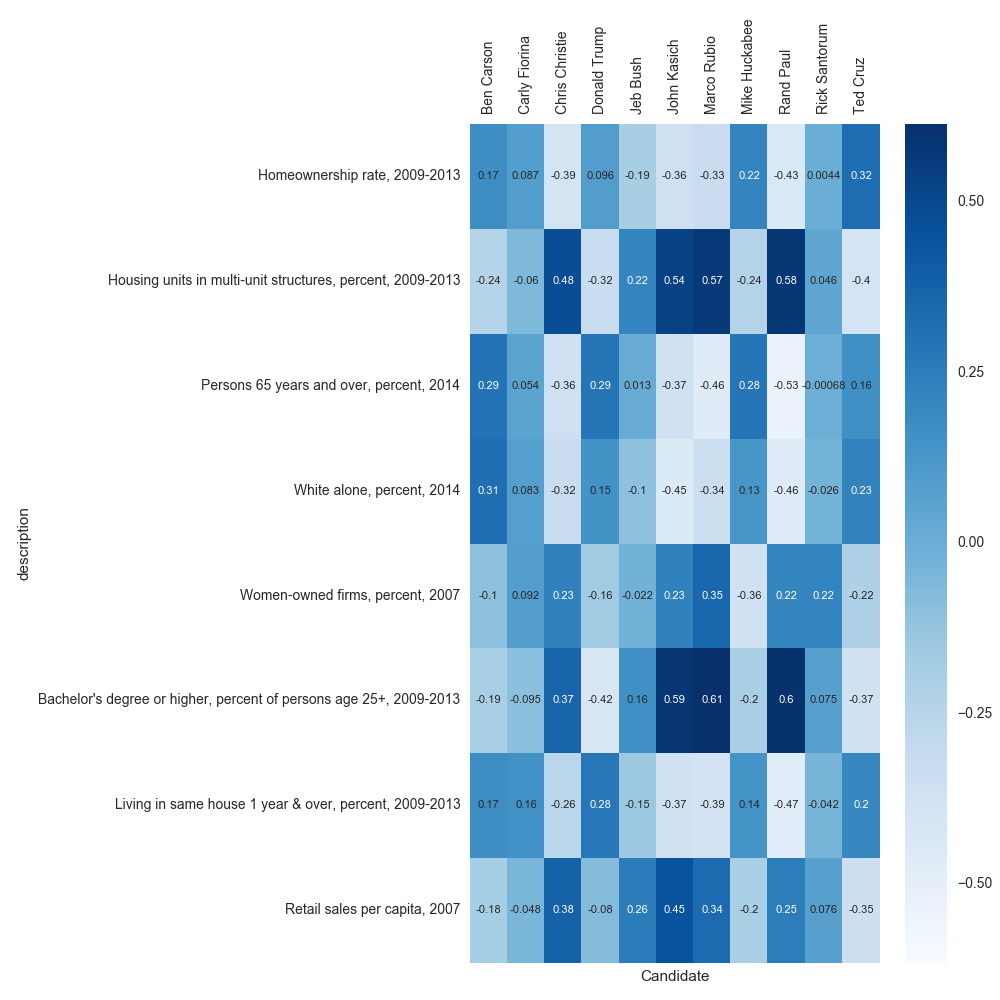 Ben Carson
Carly Fiorina
Chris Christie
Donald Trump
Jeb Bush
John Kasich
Marco Rubio
Mike Huckabee
Rand Paul
Rick Santorum
Ted Cruz
Homeownership rate, 2009-2013 0.17 0.087 -0.39 0.096 -0.19 -0.36 -0.33 0.22 -0.43 0.0044 0.32
Housing units in multi-unit structures, percent, 2009-2013 -0.24 -0.06 0.48 -0.32 0.22 0.54 0.57 -0.24 0.58 0.046 -0.4
Persons 65 years and over, percent, 2014 0.29 0.054 -0.36 0.29 0.013 -0.37 -0.46 0.28 -0.53 -0.00068 0.16
White alone, percent, 2014 0.31 0.083 -0.32 0.15 -0.1 -0.45 -0.34 0.13 -0.46 -0.026 0.23
Women-owned firms, percent, 2007 -0.1 0.092 0.23 -0.16 -0.022 0.23 0.35 -0.36 0.22 0.22 -0.22
Bachelor's degree or higher, percent of persons age 25+, 2009-2013 -0.19 -0.095 0.37 -0.42 0.16 0.59 0.61 -0.2 0.6 0.075 -0.37
Living in same house 1 year & over, percent, 2009-2013 0.17 0.16 -0.26 0.28 -0.15 -0.37 -0.39 0.14 -0.47 -0.042 0.2
Retail sales per capita, 2007 -0.18 -0.048 0.38 -0.08 0.26 0.45 0.34 -0.2 0.25 0.076 -0.35
description
Candidate
0.50
0.25
0.00
−0.25
−0.50